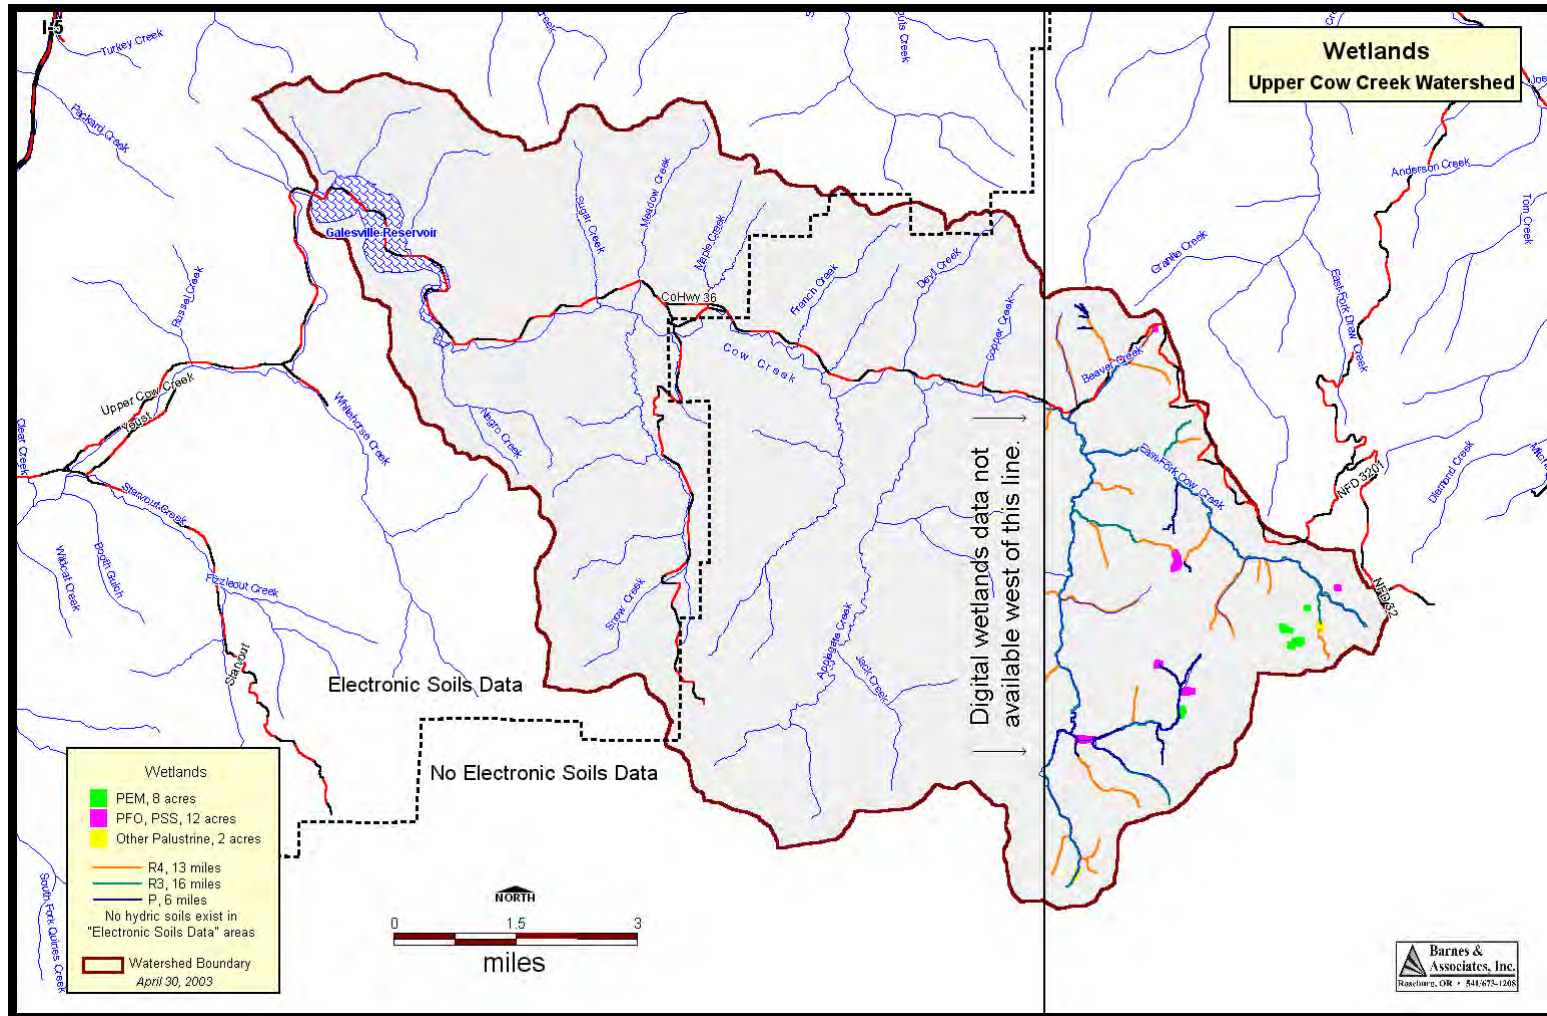 I-5
Turkey Creek
Packard Creek
Wetlands
Upper Cow Creek Watershed
Anderson Creek
Tom Creek
Granite Creek
East Fork Draw Creek
Meadow Creek
Sugar Creek
Maple Creek
Galesville Reservoir
Russel Creek
CoHwy 36
French Creek
Devil Creek
Copper Creek
Cow Creek
Beaver Creek
Upper Cow Creek
Yeust
Clear Creek
Whitehorse Creek
Negro Creek
East Fork Cow Creek
Digital wetlands data not
available west of this line.
NFD 3201
Diamond Creek
Starvout Creek
Wildcat Creek
Booth Gulch
Fizzleout Creek
Snow Creek
Applegate Creek
Jack Creek
NFD 32
Starvout
Electronic Soils Data
No Electronic Soils Data
Wetlands
PEM, 8 acres
PFO, PSS, 12 acres
Other Palustrine, 2 acres
R4, 13 miles
R3, 16 miles
P, 6 miles
No hydric soils exist in
"Electronic Soils Data" areas
Watershed Boundary
April 30, 2003
South Fork Quines Creek
NORTH
0 1.5 3
miles
Barnes &
Associates, Inc.
Roseburg, OR • 541/673-1208